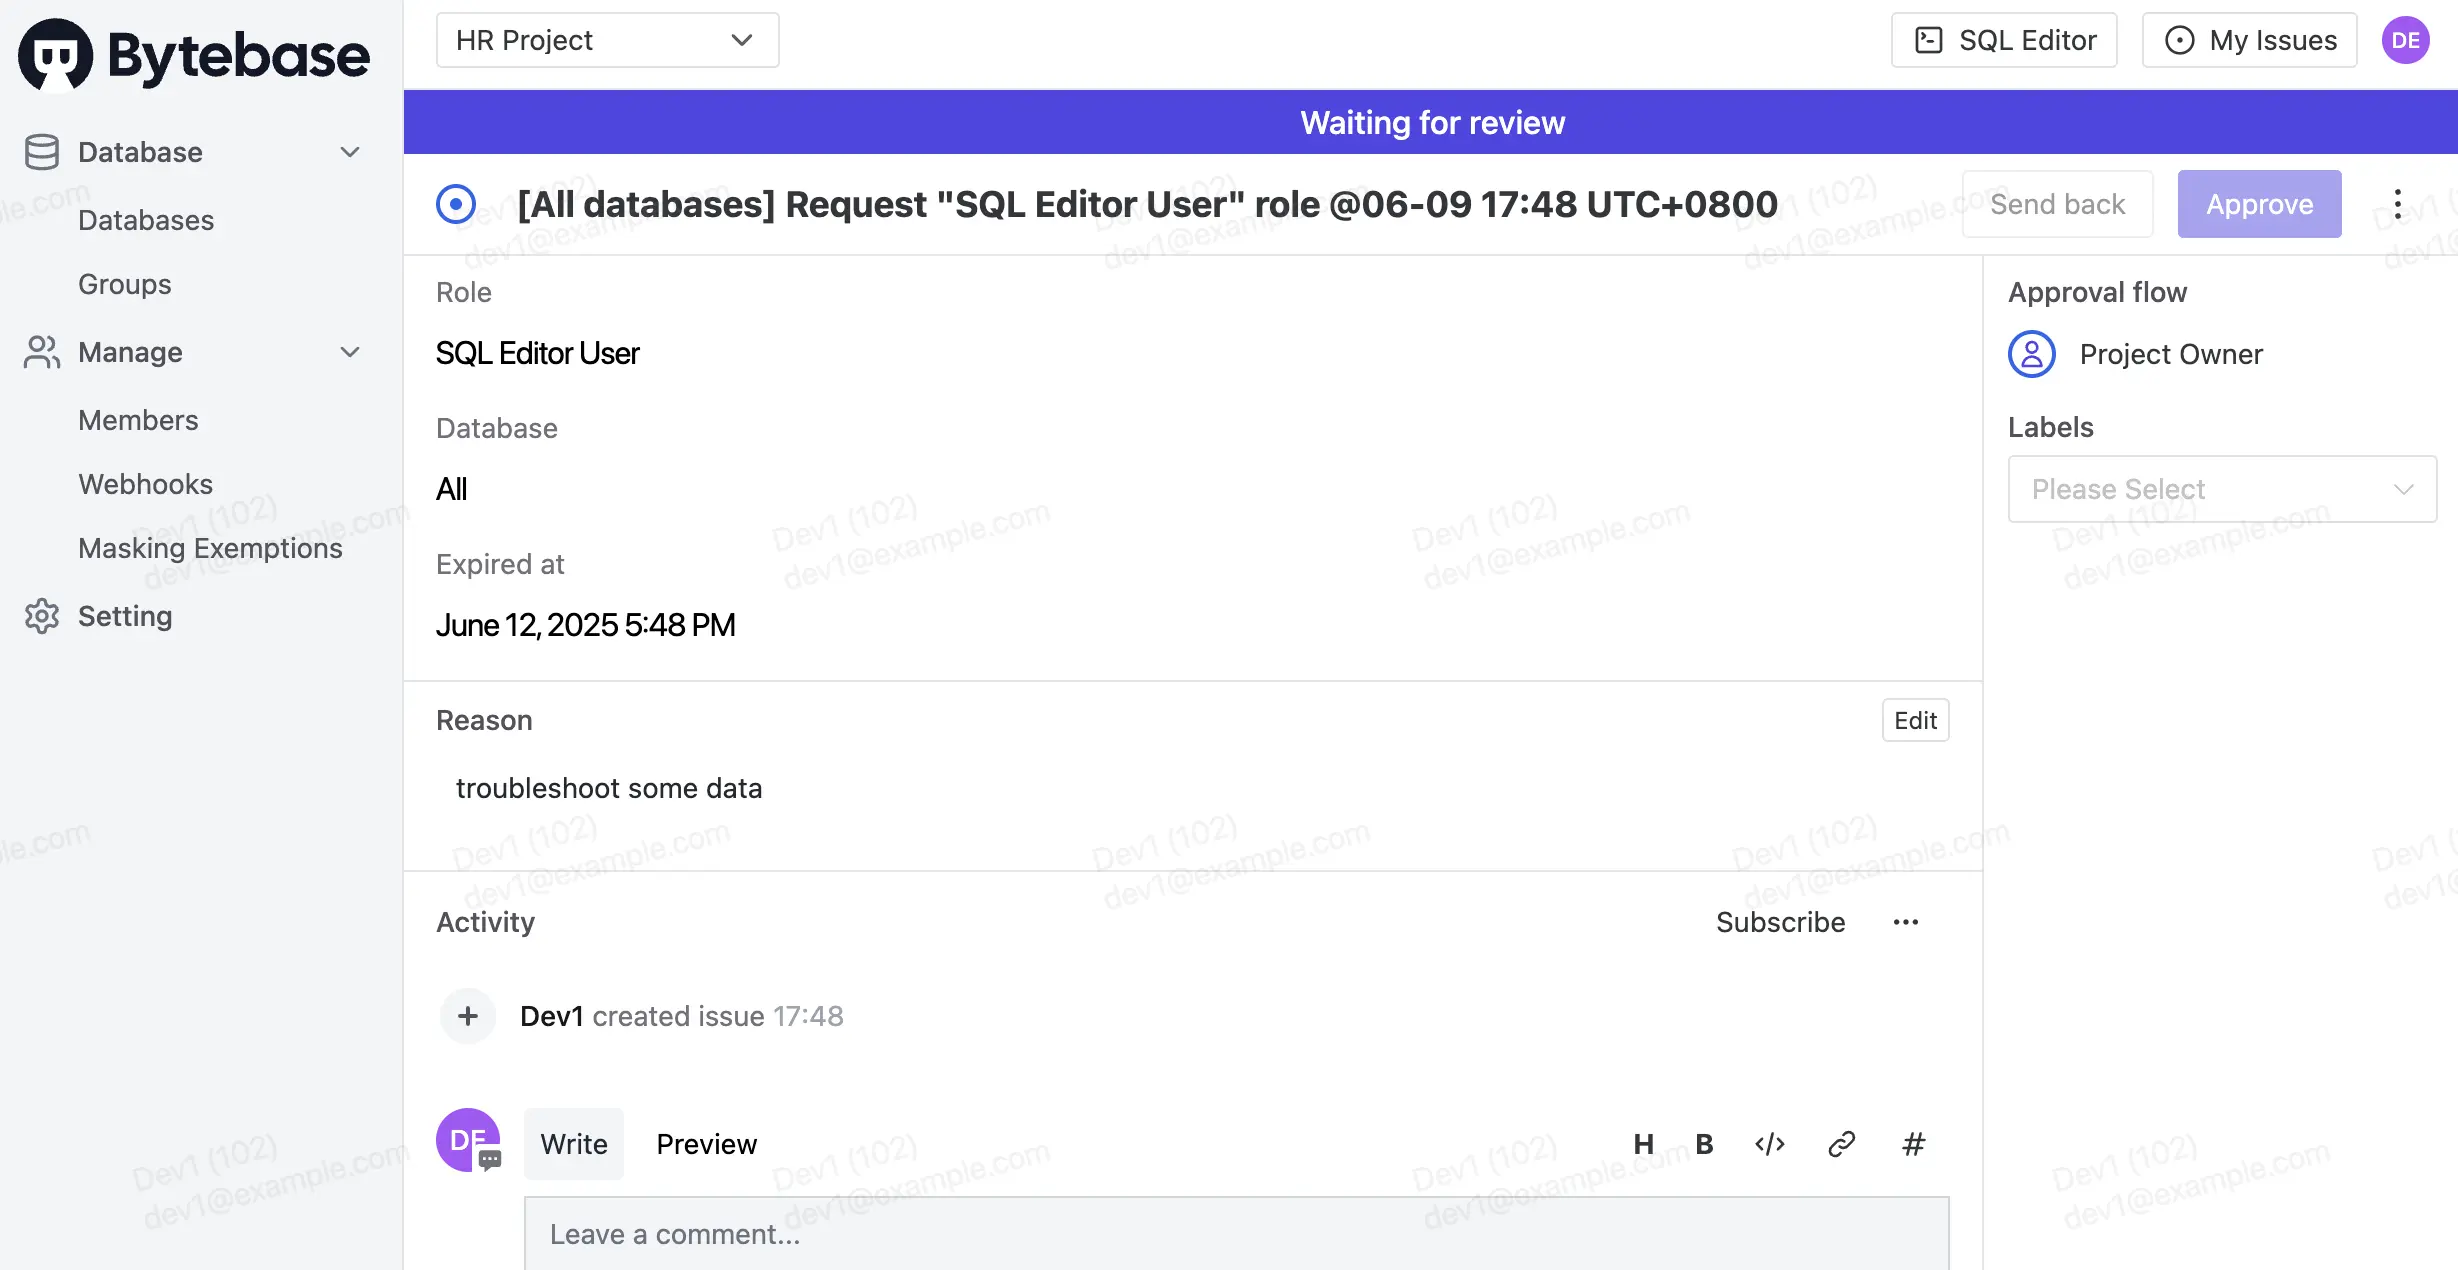 Bytebase
HR Project
SQL Editor
My Issues
DE
Waiting for review
Database
Databases
Groups
Manage
Members
Webhooks
Masking Exemptions
Setting
[All databases] Request "SQL Editor User" role @06-09 17:48 UTC+0800
Send back
Approve
Role
SQL Editor User
Database
All
Expired at
June 12, 2025 5:48 PM
Approval flow
Project Owner
Labels
Please Select
Reason
Edit
troubleshoot some data
Activity
Subscribe
Dev1 created issue 17:48
DE
Write
Preview
H
B
Leave a comment...
Dev1 (102)
dev1@example.com